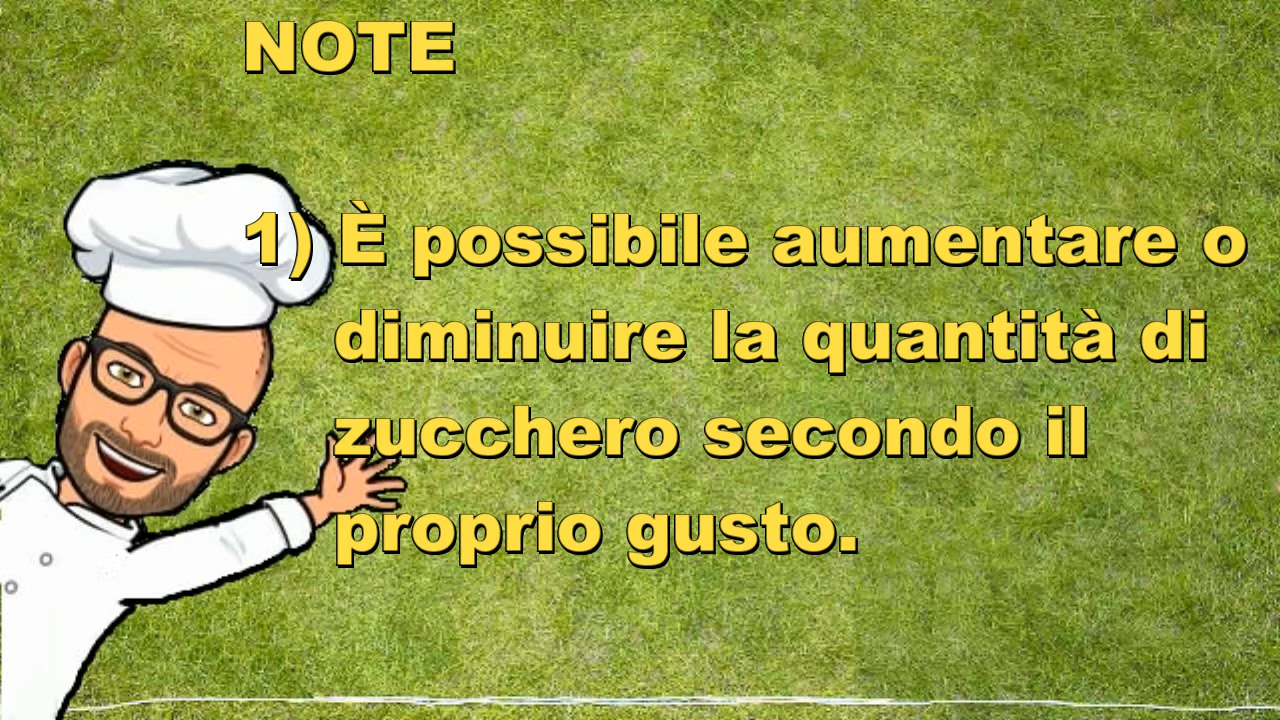 NOTE
1) È possibile aumentare o
diminuire la quantità di
zucchero secondo il
proprio gusto.